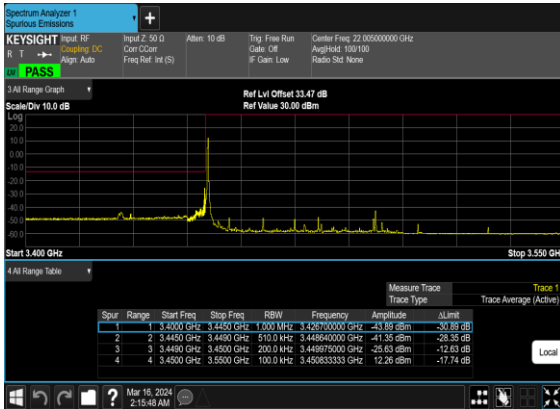 Spectrum Analyzer 1
Spurious Emissions
+
KEYSIGHT Input: RF Input Z: 50 Ω Atten: 10 dB Trig: Free Run Center Freq: 22.005000000 GHz
R T Coupling: DC Corr CCorr Gate: Off Avg|Hold: 100/100
Align: Auto Freq Ref: Int (S) IF Gain: Low Radio Std: None
LW PASS
3 All Range Graph
Ref Lvl Offset 33.47 dB
Scale/Div 10.0 dB Ref Value 30.00 dBm
Log
20.0
10.0
0.00
-10.0
-20.0
-30.0
-40.0
-50.0
-60.0
Start 3.400 GHz Stop 3.550 GH
4 All Range Table
Measure Trace Trace 1
Trace Type Trace Average (Active)
Spur Range Start Freq Stop Freq RBW Frequency Amplitude ΔLimit
1 1 3.4000 GHz 3.4450 GHz 1.000 MHz 3.426700000 GHz -43.89 dBm -30.89 dB
2 2 3.4450 GHz 3.4490 GHz 510.0 kHz 3.448640000 GHz -41.35 dBm -28.35 dB
3 3 3.4490 GHz 3.4500 GHz 200.0 kHz 3.449975000 GHz -25.63 dBm -12.63 dB
4 4 3.4500 GHz 3.5500 GHz 100.0 kHz 3.450833333 GHz 12.26 dBm -17.74 dB
Local
? Mar 16, 2024
2:15:48 AM